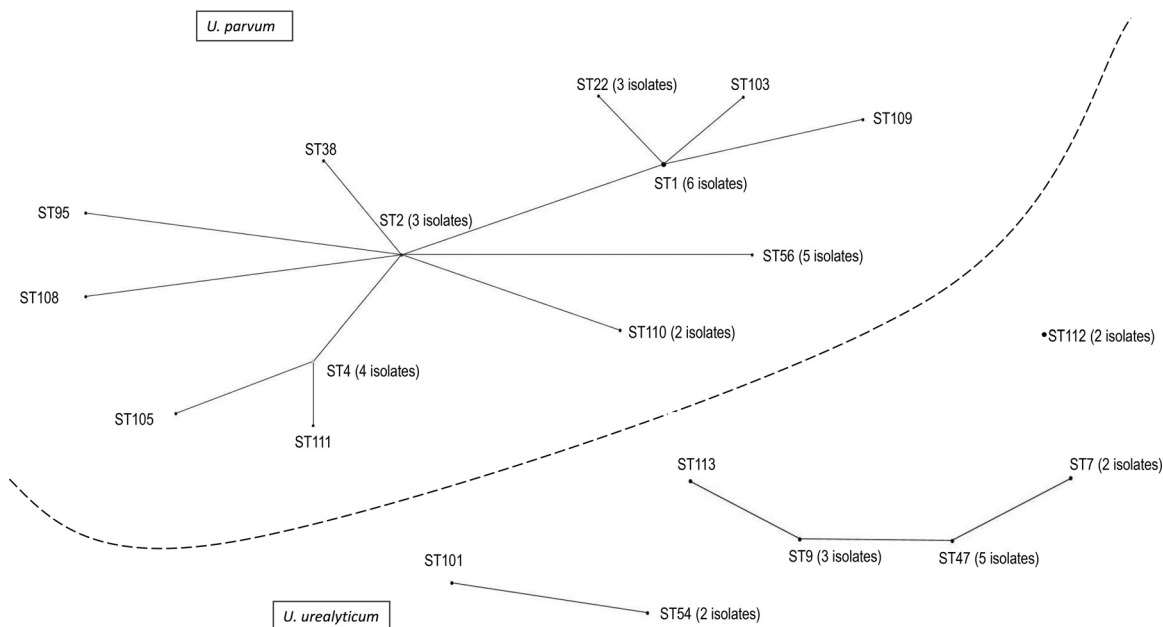 U. parvum
ST22 (3 isolates)
ST103
ST109
ST38
ST1 (6 isolates)
ST95
ST2 (3 isolates)
ST56 (5 isolates)
ST108
ST110 (2 isolates)
ST112 (2 isolates)
ST4 (4 isolates)
ST105
ST111
ST113
ST7 (2 isolates)
ST9 (3 isolates)
ST47 (5 isolates)
ST101
ST54 (2 isolates)
U. urealyticum